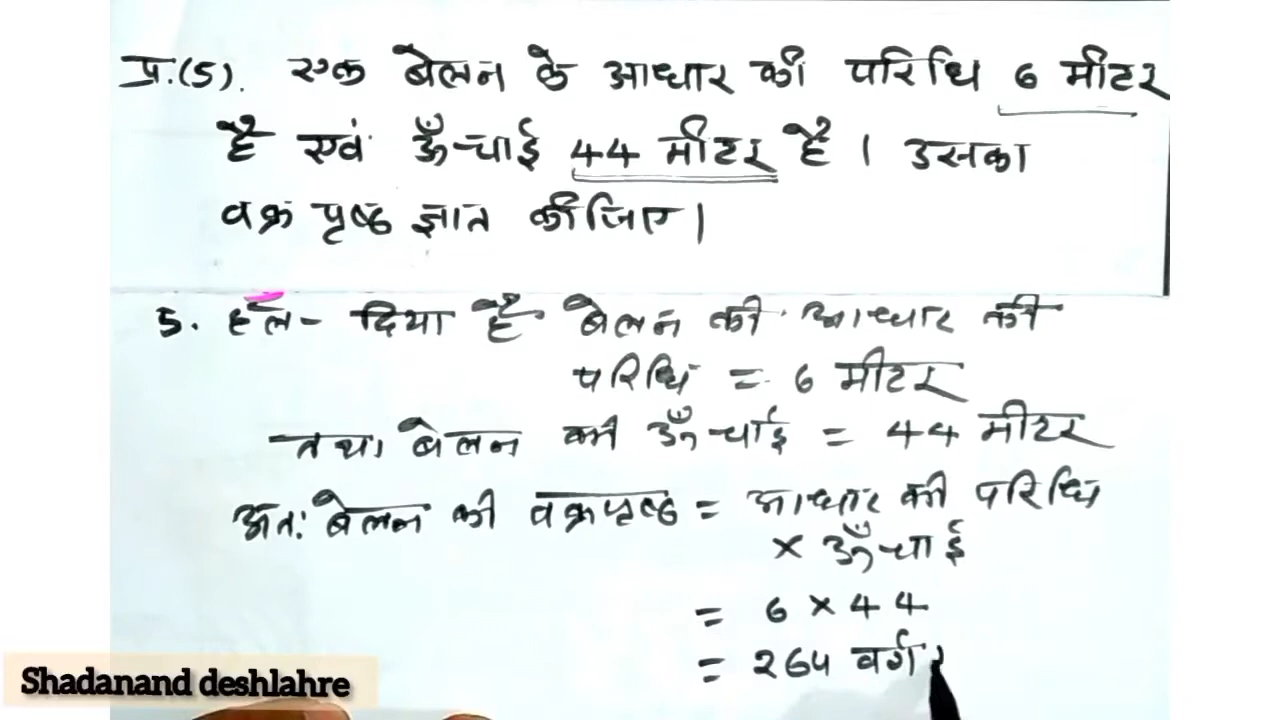 प्र.(5). एक बेलन के आधार की परिधि 6 मीटर
है एवं ऊँचाई 44 मीटर है। उसका
वक्र पृष्ठ ज्ञात कीजिए।
5. हल- दिया है बेलन की आधार की
परिधि = 6 मीटर
तथा बेलन की ऊँचाई = 44 मीटर
अतः बेलन की वक्रपृष्ठ = आधार की परिधि
× ऊँचाई
= 6 × 44
= 264 वर्ग
Shadanand deshlahre